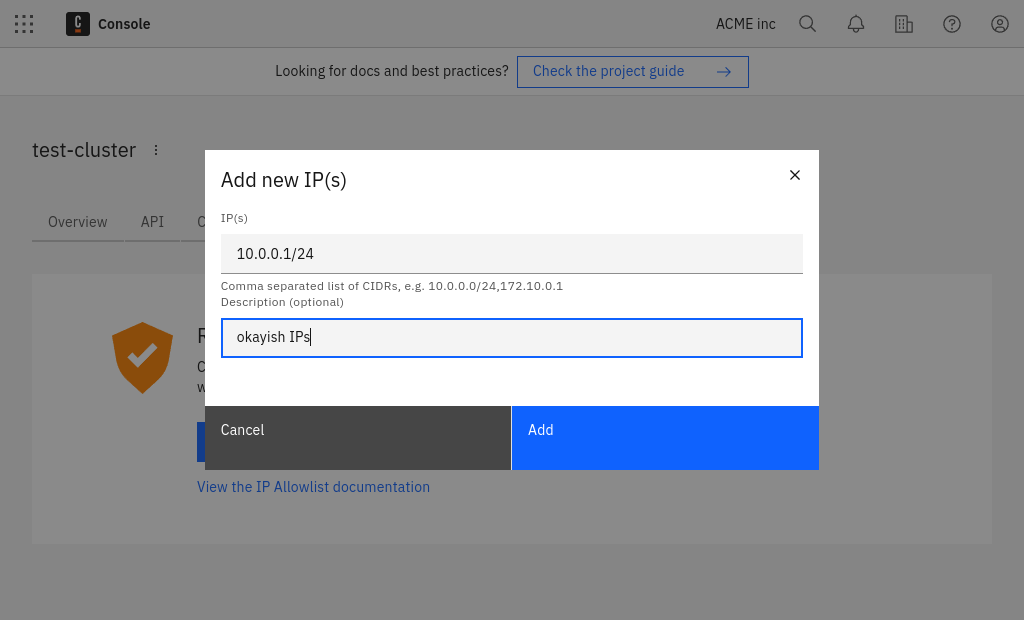 Console
ACME inc
Looking for docs and best practices?
Check the project guide
test-cluster
Overview
API
Add new IP(s)
IP(s)
10.0.0.1/24
Comma separated list of CIDRs, e.g. 10.0.0.0/24,172.10.0.1
Description (optional)
okayish IPs
Cancel
Add
View the IP Allowlist documentation